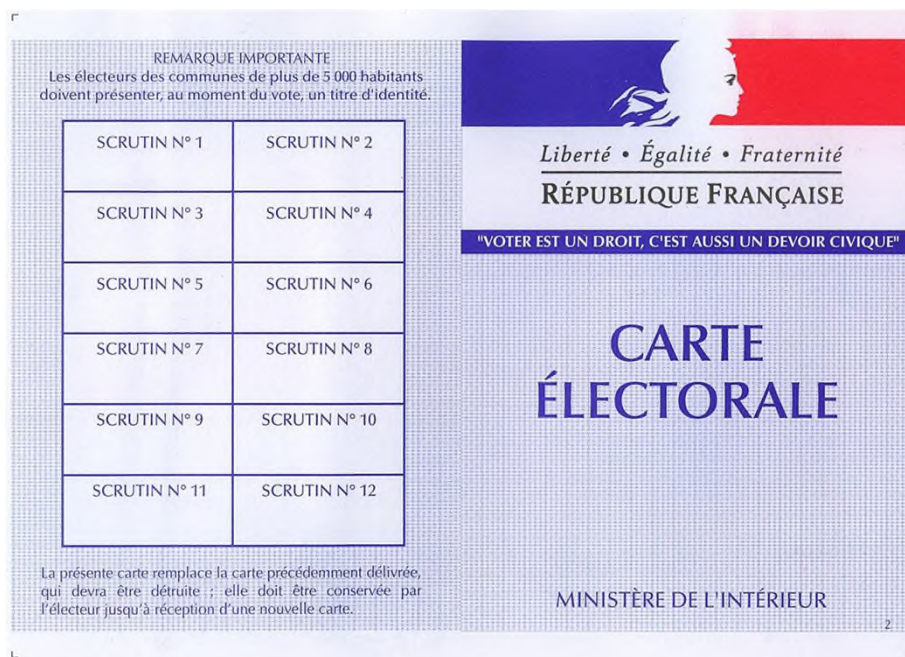 REMARQUE IMPORTANTE
Les électeurs des communes de plus de 5 000 habitants
doivent présenter, au moment du vote, un titre d'identité.
SCRUTIN N° 1
SCRUTIN N° 2
SCRUTIN N° 3
SCRUTIN N° 4
SCRUTIN N° 5
SCRUTIN N° 6
SCRUTIN N° 7
SCRUTIN N° 8
SCRUTIN N° 9
SCRUTIN N° 10
SCRUTIN N° 11
SCRUTIN N° 12
La présente carte remplace la carte précédemment délivrée,
qui devra être détruite ; elle doit être conservée par
l'électeur jusqu'à réception d'une nouvelle carte.
Liberté • Égalité • Fraternité
RÉPUBLIQUE FRANÇAISE
"VOTER EST UN DROIT, C'EST AUSSI UN DEVOIR CIVIQUE"
CARTE
ÉLECTORALE
MINISTÈRE DE L'INTÉRIEUR
2